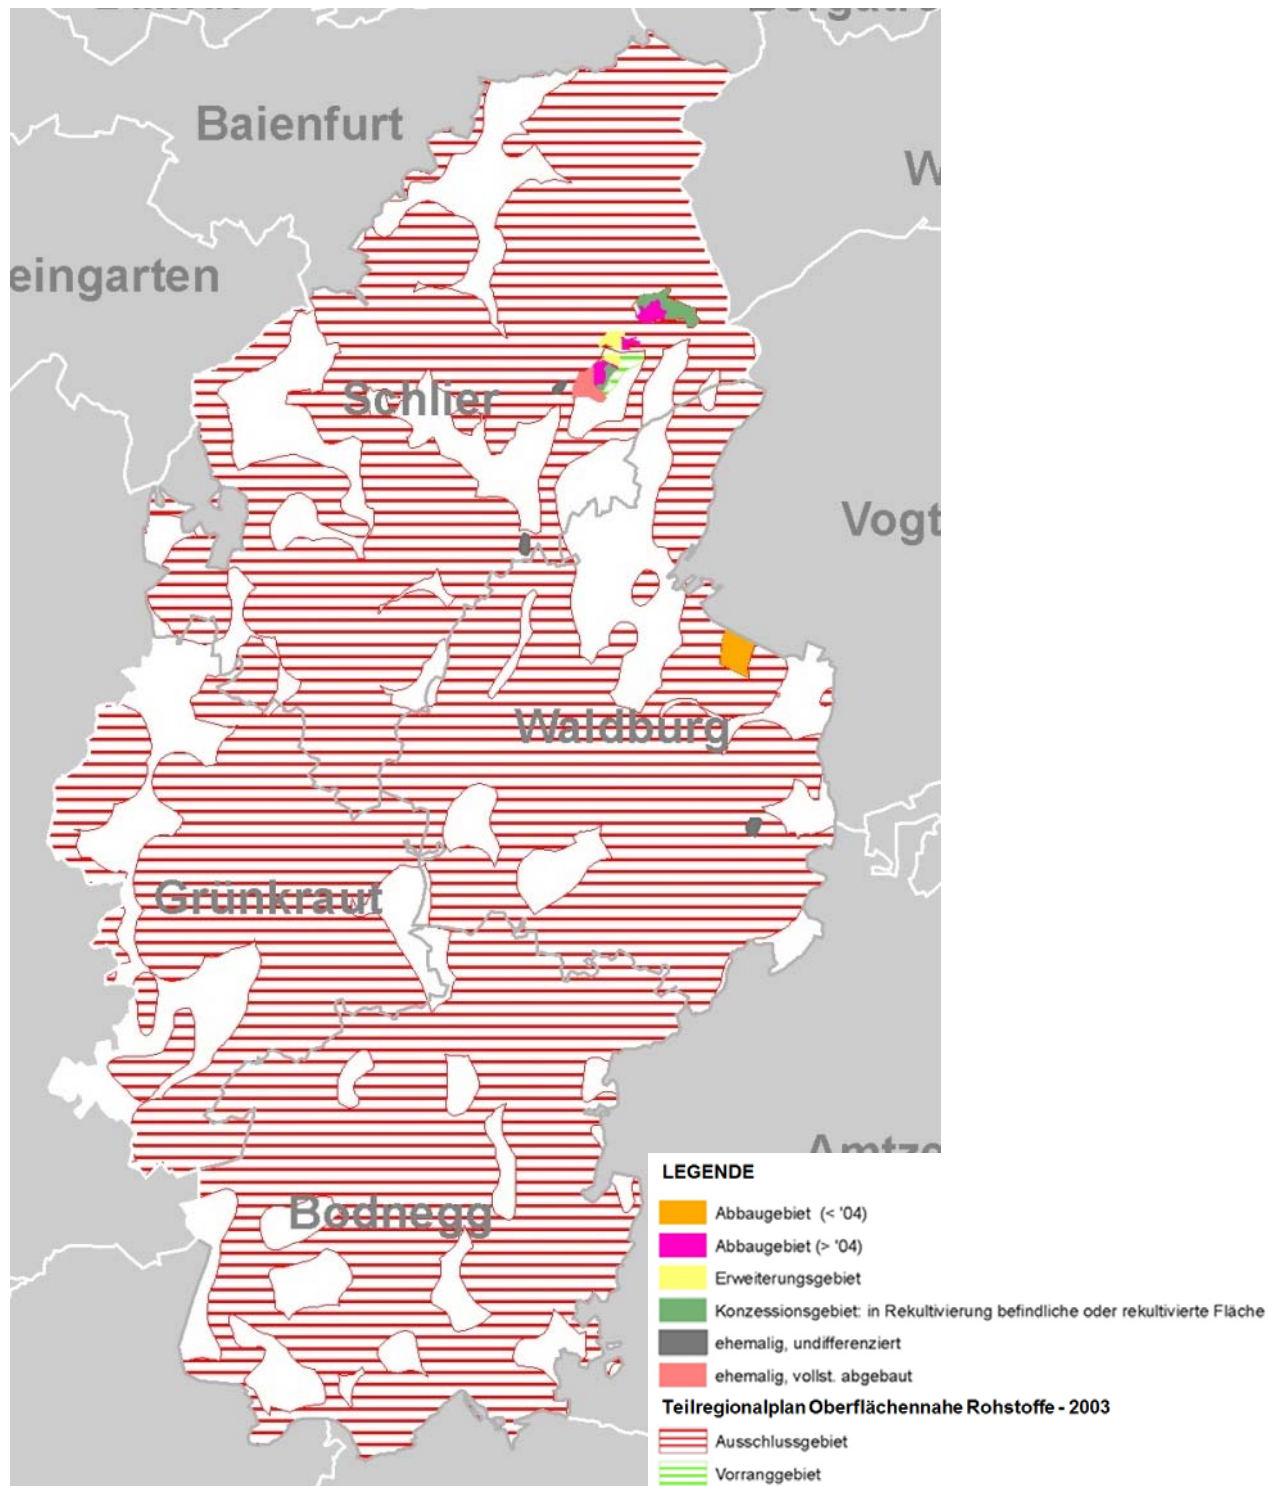 Baienfurt
W
eingarten
Schlier
Vogt
Waldburg
Grünkraut
Bodnegg
LEGENDE
Abbaugebiet (< '04)
Abbaugebiet (> '04)
Erweiterungsgebiet
Konzessionsgebiet: in Rekultivierung befindliche oder rekultivierte Fläche
ehemalig, undifferenziert
ehemalig, vollst. abgebaut
Teilregionalplan Oberflächennahe Rohstoffe - 2003
Ausschlussgebiet
Vorranggebiet